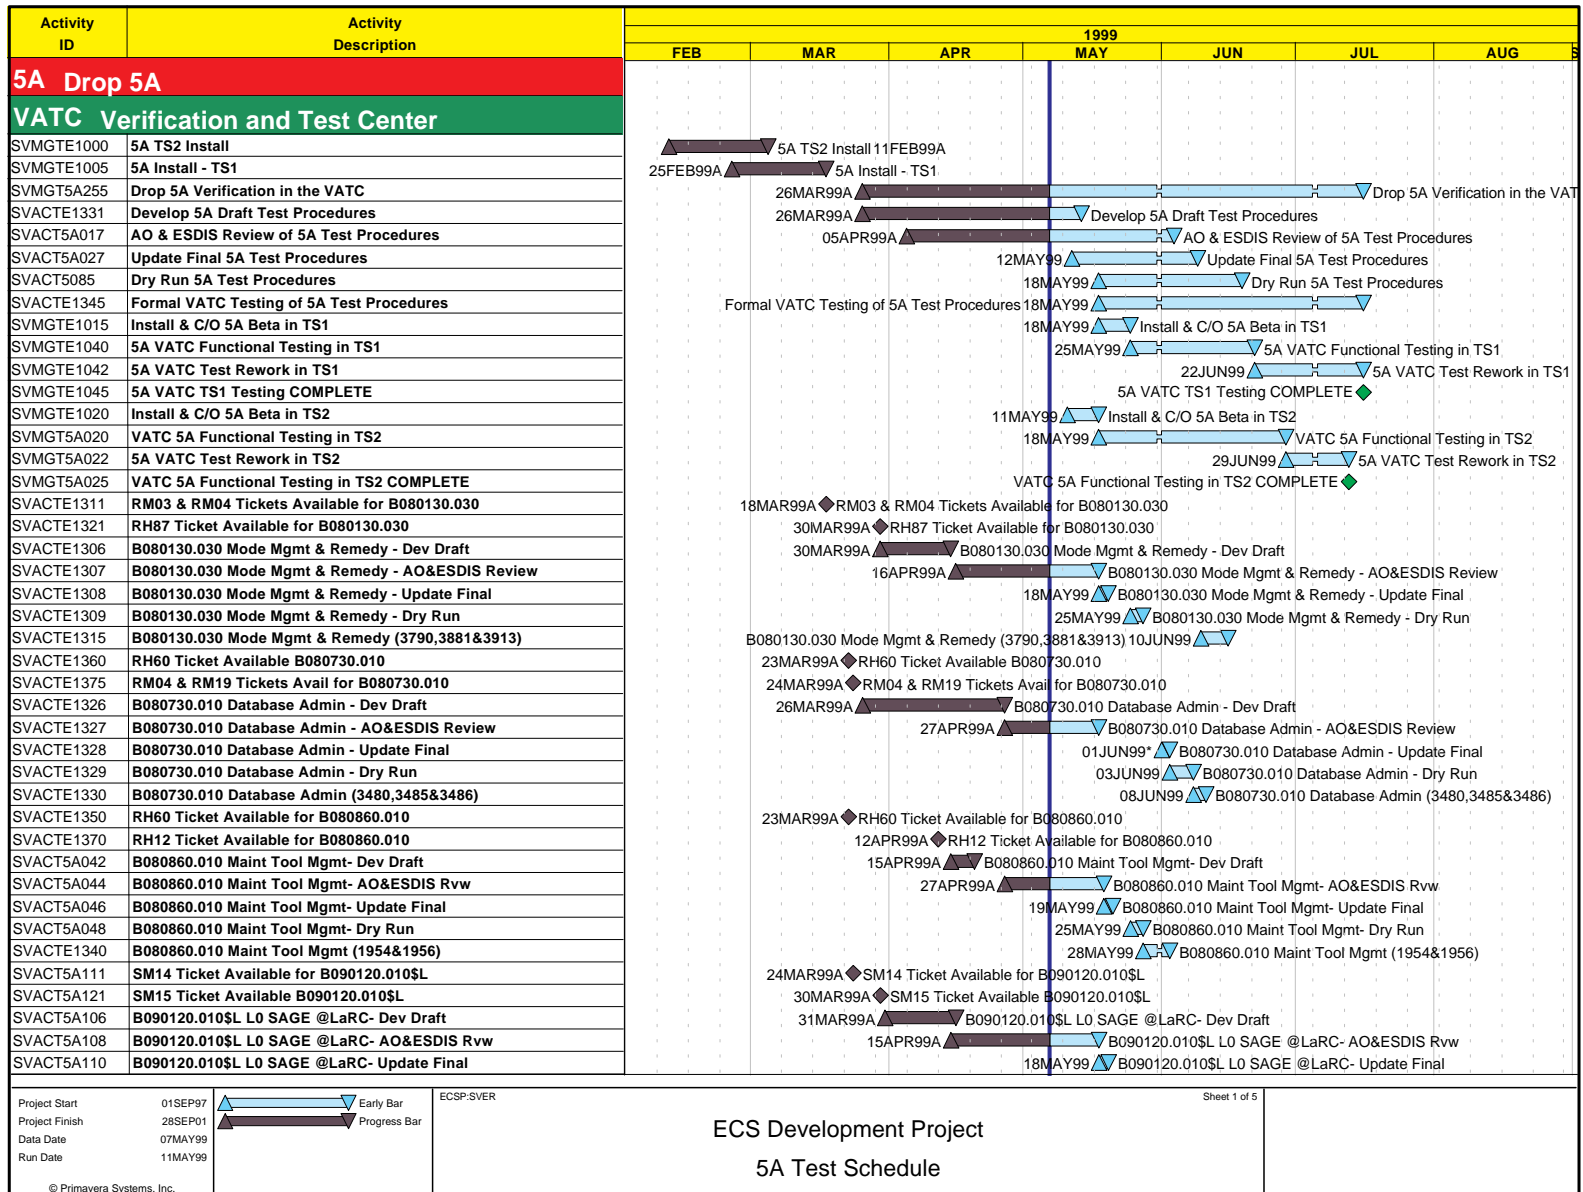 Activity ID Activity Description
1999
FEB MAR APR MAY JUN JUL AUG S
5A Drop 5A
VATC Verification and Test Center
SVMGTE1000 5A TS2 Install 5A TS2 Install 11FEB99A
SVMGTE1005 5A Install - TS1 25FEB99A 5A Install - TS1
SVMGT5A255 Drop 5A Verification in the VATC 26MAR99A Drop 5A Verification in the VAT
SVACTE1331 Develop 5A Draft Test Procedures 26MAR99A Develop 5A Draft Test Procedures
SVACT5A017 AO & ESDIS Review of 5A Test Procedures 05APR99A AO & ESDIS Review of 5A Test Procedures
SVACT5A027 Update Final 5A Test Procedures 12MAY99 Update Final 5A Test Procedures
SVACT5085 Dry Run 5A Test Procedures 18MAY99 Dry Run 5A Test Procedures
SVACTE1345 Formal VATC Testing of 5A Test Procedures Formal VATC Testing of 5A Test Procedures 18MAY99
SVMGTE1015 Install & C/O 5A Beta in TS1 18MAY99 Install & C/O 5A Beta in TS1
SVMGTE1040 5A VATC Functional Testing in TS1 25MAY99 5A VATC Functional Testing in TS1
SVMGTE1042 5A VATC Test Rework in TS1 22JUN99 5A VATC Test Rework in TS1
SVMGTE1045 5A VATC TS1 Testing COMPLETE 5A VATC TS1 Testing COMPLETE
SVMGTE1020 Install & C/O 5A Beta in TS2 11MAY99 Install & C/O 5A Beta in TS2
SVMGT5A020 VATC 5A Functional Testing in TS2 18MAY99 VATC 5A Functional Testing in TS2
SVMGT5A022 5A VATC Test Rework in TS2 29JUN99 5A VATC Test Rework in TS2
SVMGT5A025 VATC 5A Functional Testing in TS2 COMPLETE VATC 5A Functional Testing in TS2 COMPLETE
SVACTE1311 RM03 & RM04 Tickets Available for B080130.030 18MAR99A RM03 & RM04 Tickets Available for B080130.030
SVACTE1321 RH87 Ticket Available for B080130.030 30MAR99A RH87 Ticket Available for B080130.030
SVACTE1306 B080130.030 Mode Mgmt & Remedy - Dev Draft 30MAR99A B080130.030 Mode Mgmt & Remedy - Dev Draft
SVACTE1307 B080130.030 Mode Mgmt & Remedy - AO&ESDIS Review 16APR99A B080130.030 Mode Mgmt & Remedy - AO&ESDIS Review
SVACTE1308 B080130.030 Mode Mgmt & Remedy - Update Final 18MAY99 B080130.030 Mode Mgmt & Remedy - Update Final
SVACTE1309 B080130.030 Mode Mgmt & Remedy - Dry Run 25MAY99 B080130.030 Mode Mgmt & Remedy - Dry Run
SVACTE1315 B080130.030 Mode Mgmt & Remedy (3790,3881&3913) B080130.030 Mode Mgmt & Remedy (3790,3881&3913) 10JUN99
SVACTE1360 RH60 Ticket Available B080730.010 23MAR99A RH60 Ticket Available B080730.010
SVACTE1375 RM04 & RM19 Tickets Avail for B080730.010 24MAR99A RM04 & RM19 Tickets Avail for B080730.010
SVACTE1326 B080730.010 Database Admin - Dev Draft 26MAR99A B080730.010 Database Admin - Dev Draft
SVACTE1327 B080730.010 Database Admin - AO&ESDIS Review 27APR99A B080730.010 Database Admin - AO&ESDIS Review
SVACTE1328 B080730.010 Database Admin - Update Final 01JUN99* B080730.010 Database Admin - Update Final
SVACTE1329 B080730.010 Database Admin - Dry Run 03JUN99 B080730.010 Database Admin - Dry Run
SVACTE1330 B080730.010 Database Admin (3480,3485&3486) 08JUN99 B080730.010 Database Admin (3480,3485&3486)
SVACTE1350 RH60 Ticket Available for B080860.010 23MAR99A RH60 Ticket Available for B080860.010
SVACTE1370 RH12 Ticket Available for B080860.010 12APR99A RH12 Ticket Available for B080860.010
SVACT5A042 B080860.010 Maint Tool Mgmt- Dev Draft 15APR99A B080860.010 Maint Tool Mgmt- Dev Draft
SVACT5A044 B080860.010 Maint Tool Mgmt- AO&ESDIS Rvw 27APR99A B080860.010 Maint Tool Mgmt- AO&ESDIS Rvw
SVACT5A046 B080860.010 Maint Tool Mgmt- Update Final 19MAY99 B080860.010 Maint Tool Mgmt- Update Final
SVACT5A048 B080860.010 Maint Tool Mgmt- Dry Run 25MAY99 B080860.010 Maint Tool Mgmt- Dry Run
SVACTE1340 B080860.010 Maint Tool Mgmt (1954&1956) 28MAY99 B080860.010 Maint Tool Mgmt (1954&1956)
SVACT5A111 SM14 Ticket Available for B090120.010$L 24MAR99A SM14 Ticket Available for B090120.010$L
SVACT5A121 SM15 Ticket Available B090120.010$L 30MAR99A SM15 Ticket Available B090120.010$L
SVACT5A106 B090120.010$L L0 SAGE @LaRC- Dev Draft 31MAR99A B090120.010$L L0 SAGE @LaRC- Dev Draft
SVACT5A108 B090120.010$L L0 SAGE @LaRC- AO&ESDIS Rvw 15APR99A B090120.010$L L0 SAGE @LaRC- AO&ESDIS Rvw
SVACT5A110 B090120.010$L L0 SAGE @LaRC- Update Final 18MAY99 B090120.010$L L0 SAGE @LaRC- Update Final
Project Start 01SEP97
Project Finish 28SEP01
Data Date 07MAY99
Run Date 11MAY99
© Primavera Systems, Inc.
Early Bar
Progress Bar
ECSP:SVER
ECS Development Project
5A Test Schedule
Sheet 1 of 5